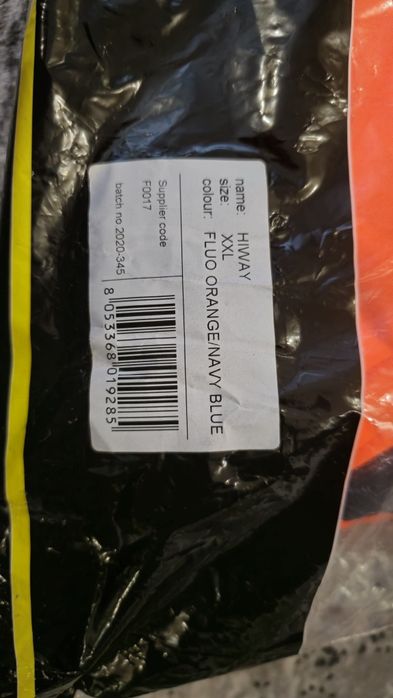 name: HIWAY
size: XXL
colour: FLUO ORANGE/NAVY BLUE
Supplier code
F0017
batch no 2020-345
8 053368 019285